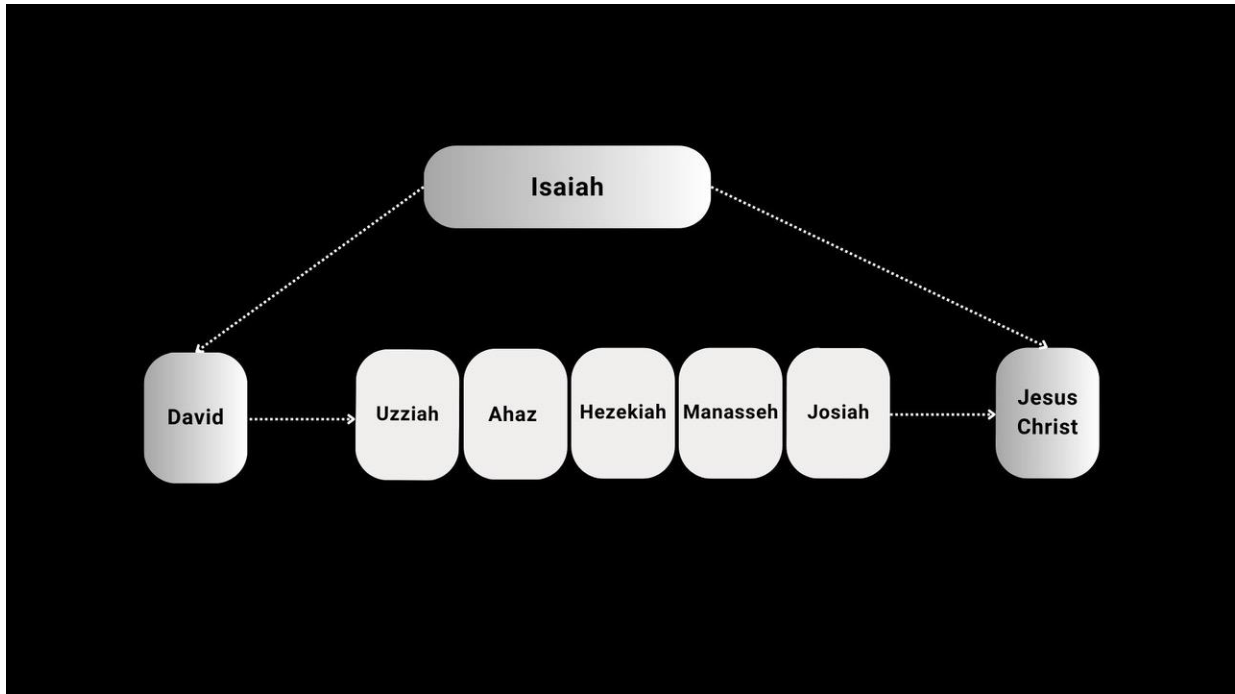 Isaiah
David
Uzziah
Ahaz
Hezekiah
Manasseh
Josiah
Jesus
Christ